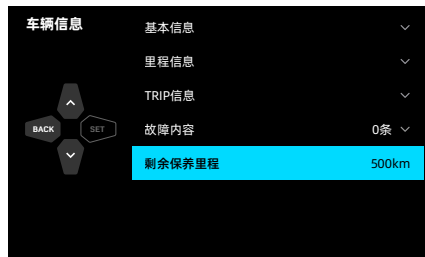 车辆信息
基本信息
里程信息
TRIP信息
故障内容 0条
BACK SET
剩余保养里程 500km